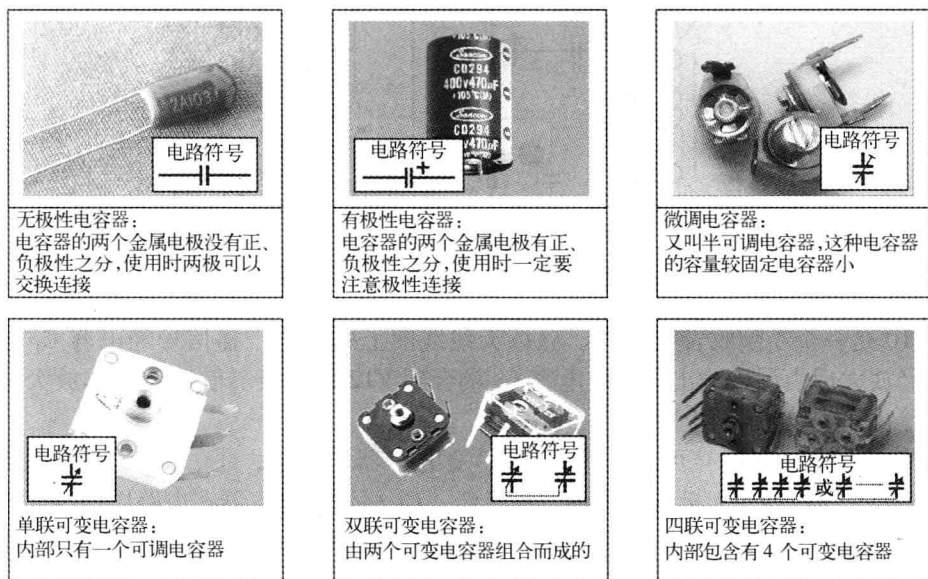 2A103J
电路符号
无极性电容器：
电容器的两个金属电极没有正、
负极性之分，使用时两极可以
交换连接
+105℃(M)
Sancon
CD294
400V470μF
+105℃(M)
Sancon
CD294
V470μF
电路符号
+
有极性电容器：
电容器的两个金属电极有正、
负极性之分，使用时一定要
注意极性连接
电路符号
微调电容器：
又叫半可调电容器，这种电容器
的容量较固定电容器小
电路符号
单联可变电容器：
内部只有一个可调电容器
电路符号
双联可变电容器：
由两个可变电容器组合而成的
电路符号
或
四联可变电容器：
内部包含有 4 个可变电容器